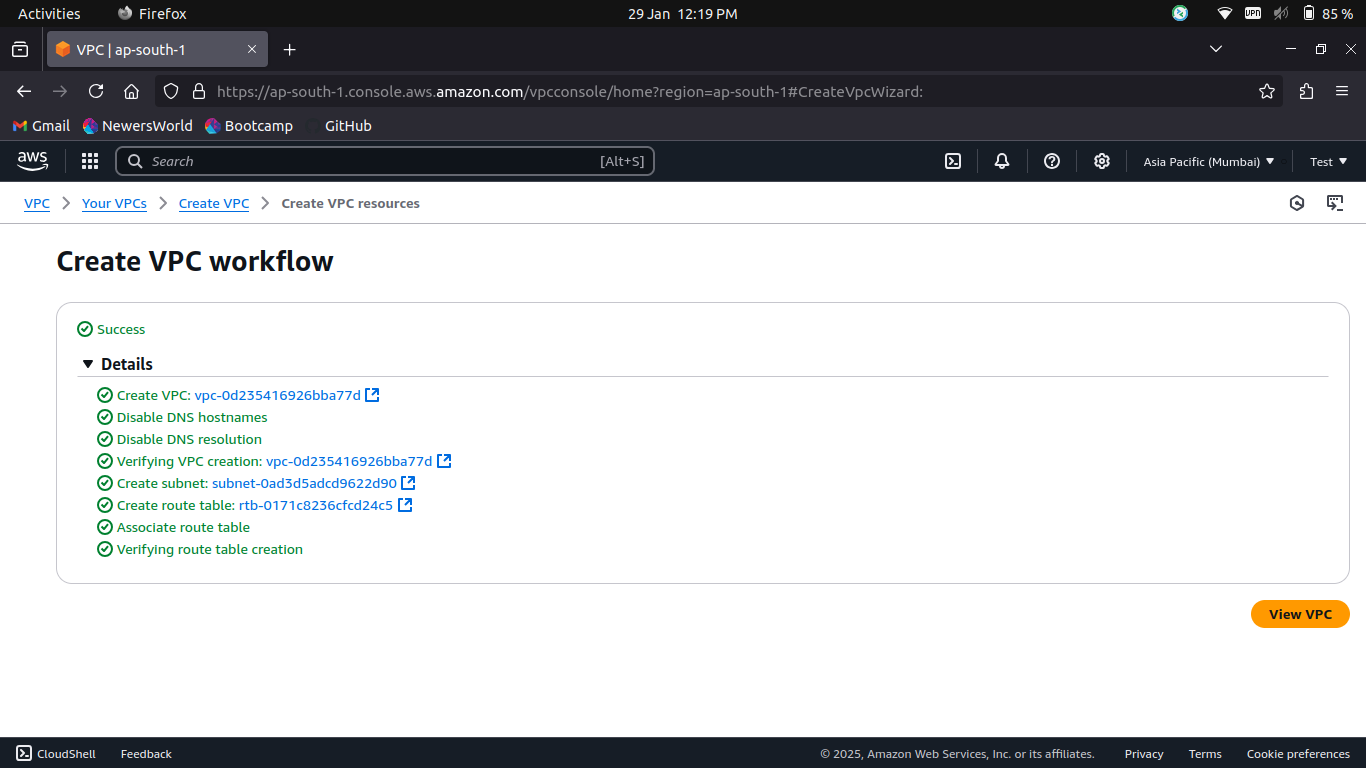 Activities Firefox 29 Jan 12:19 PM VPN 85 %
VPC | ap-south-1
https://ap-south-1.console.aws.amazon.com/vpcconsole/home?region=ap-south-1#CreateVpcWizard:
Gmail NewersWorld Bootcamp GitHub
aws Search [Alt+S] Asia Pacific (Mumbai) Test
VPC Your VPCs Create VPC Create VPC resources
Create VPC workflow
Success
Details
Create VPC: vpc-0d235416926bba77d
Disable DNS hostnames
Disable DNS resolution
Verifying VPC creation: vpc-0d235416926bba77d
Create subnet: subnet-0ad3d5adcd9622d90
Create route table: rtb-0171c8236cfcd24c5
Associate route table
Verifying route table creation
View VPC
CloudShell Feedback © 2025, Amazon Web Services, Inc. or its affiliates. Privacy Terms Cookie preferences